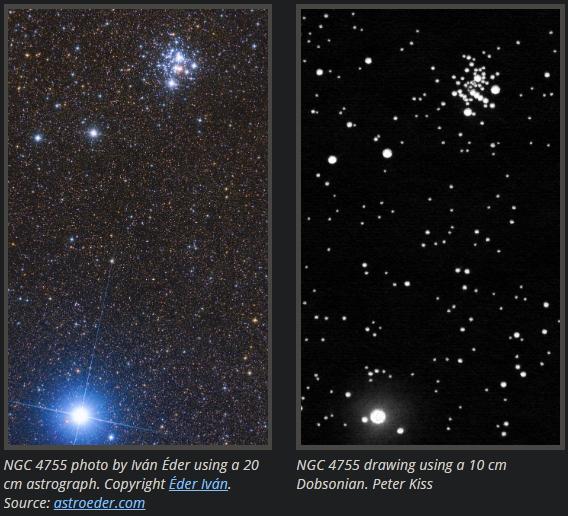 NGC 4755 photo by Iván Éder using a 20
cm astrograph. Copyright Éder Iván.
Source: astroeder.com
NGC 4755 drawing using a 10 cm
Dobsonian. Peter Kiss